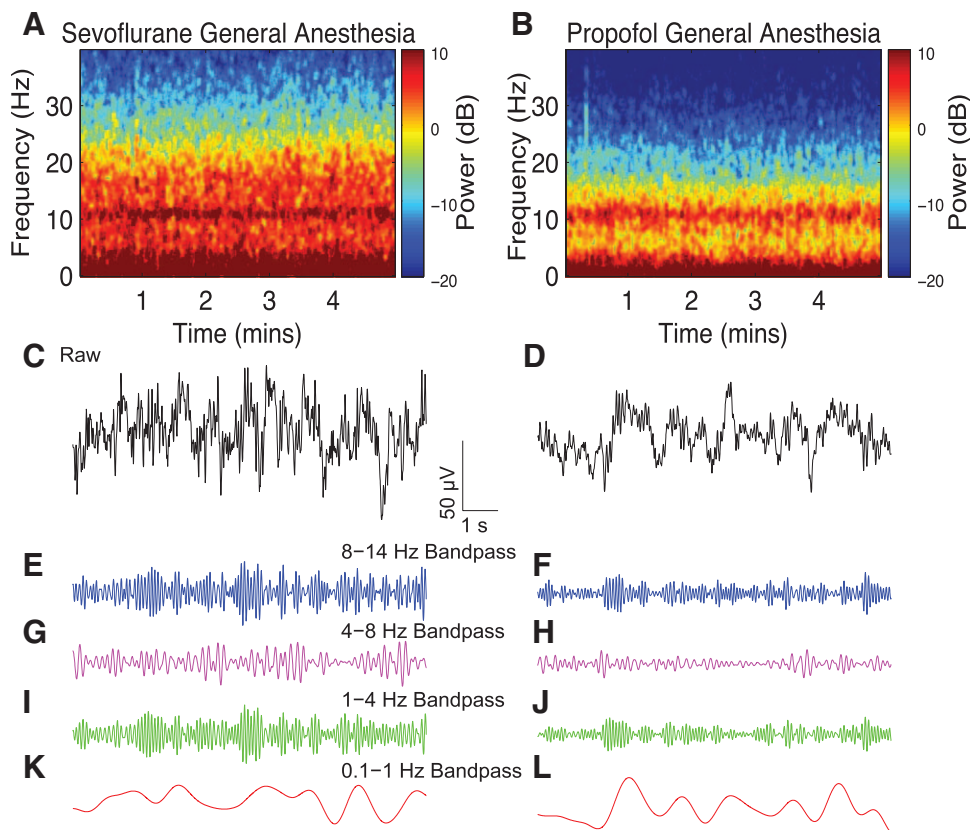 A
Sevoflurane General Anesthesia
Frequency (Hz)
30
20
10
0
1
2
3
4
Time (mins)
10
0
−10
−20
Power (dB)
B
Propofol General Anesthesia
Frequency (Hz)
30
20
10
0
1
2
3
4
Time (mins)
10
0
−10
−20
Power (dB)
C
Raw
D
50 µV
1 s
8−14 Hz Bandpass
E
F
4−8 Hz Bandpass
G
H
1−4 Hz Bandpass
I
J
0.1−1 Hz Bandpass
K
L